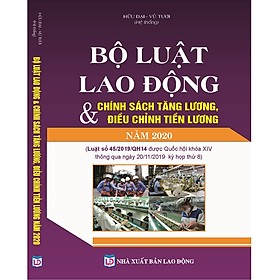 HỮU ĐẠI - VŨ TƯƠI
(Hệ thống)
BỘ LUẬT
LAO ĐỘNG
& CHÍNH SÁCH TĂNG LƯƠNG,
ĐIỀU CHỈNH TIỀN LƯƠNG
NĂM 2020
(Luật số 45/2019/QH14 được Quốc hội khóa XIV
thông qua ngày 20/11/2019 kỳ họp thứ 8)
NHÀ XUẤT BẢN LAO ĐỘNG
BỘ LUẬT LAO ĐỘNG & CHÍNH SÁCH TĂNG LƯƠNG, ĐIỀU CHỈNH TIỀN LƯƠNG NĂM 2020